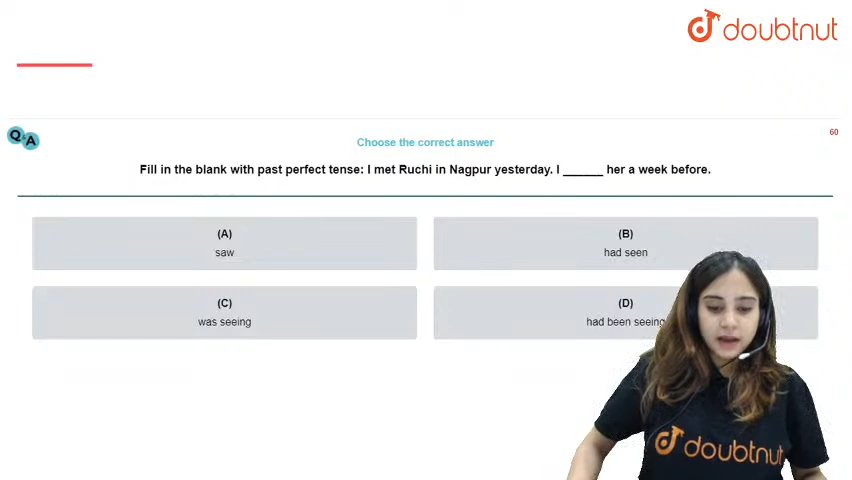 doubtnut
Q & A
60
Choose the correct answer
Fill in the blank with past perfect tense: I met Ruchi in Nagpur yesterday. I ______ her a week before.
(A)
saw
(B)
had seen
(C)
was seeing
(D)
had been seeing
doubtnut